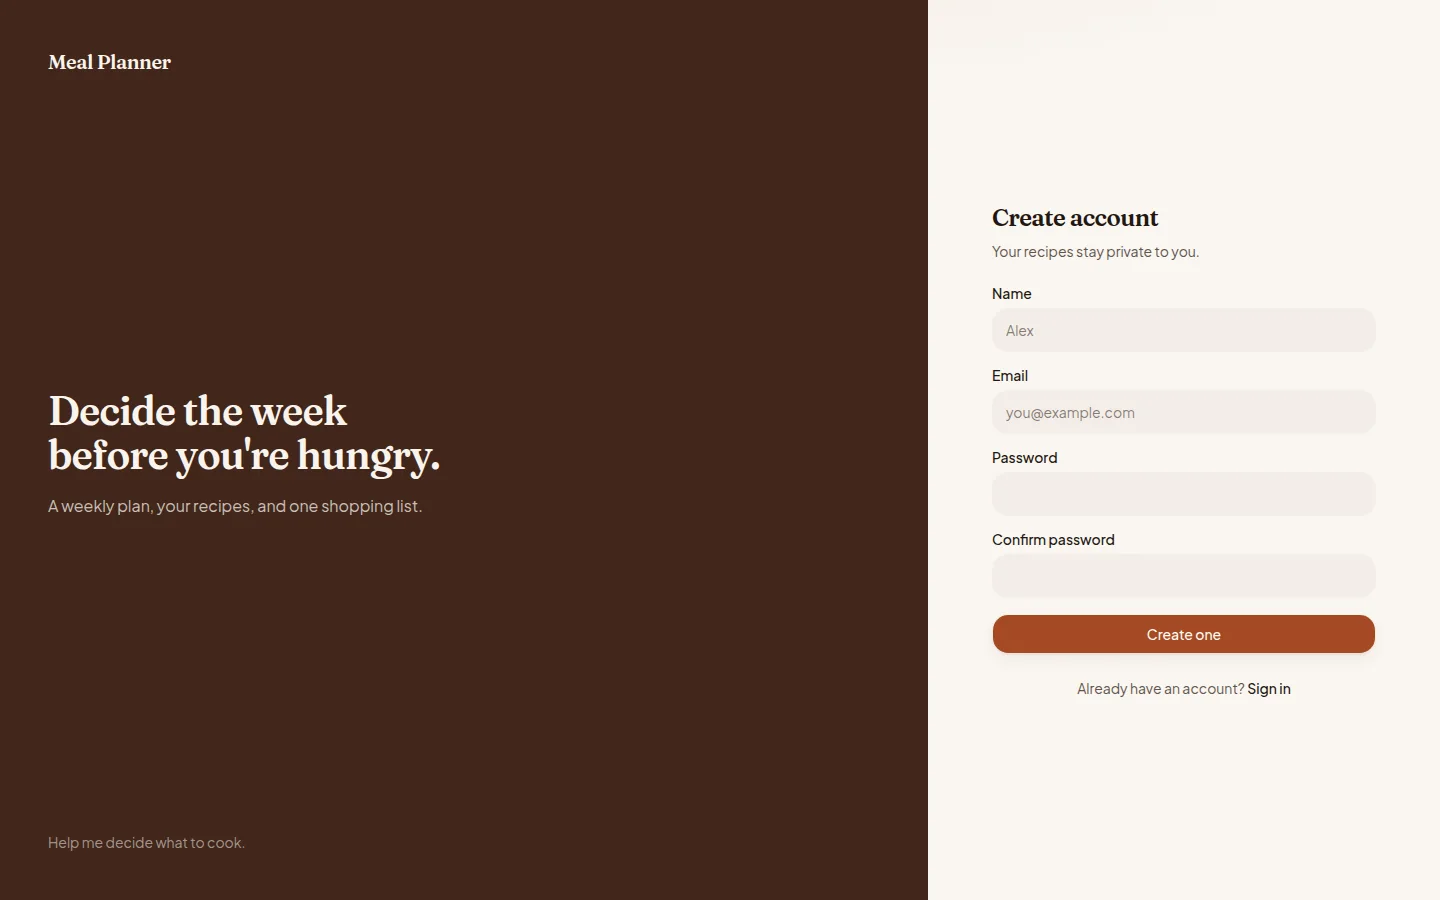 Meal Planner
Decide the week
before you're hungry.
A weekly plan, your recipes, and one shopping list.
Help me decide what to cook.
Create account
Your recipes stay private to you.
Name
Alex
Email
you@example.com
Password
Confirm password
Create one
Already have an account? Sign in